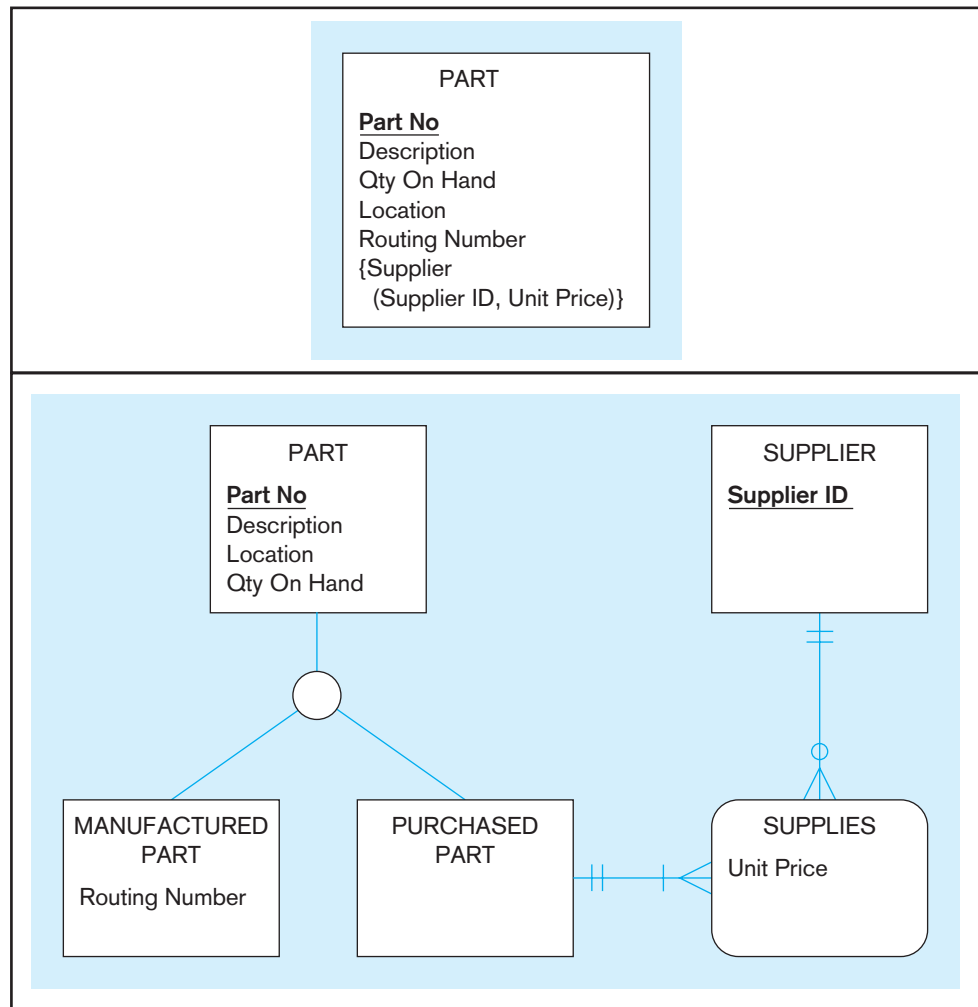 PART
Part No
Description
Qty On Hand
Location
Routing Number
{Supplier
(Supplier ID, Unit Price)}
PART
Part No
Description
Location
Qty On Hand
SUPPLIER
Supplier ID
MANUFACTURED
PART
Routing Number
PURCHASED
PART
SUPPLIES
Unit Price